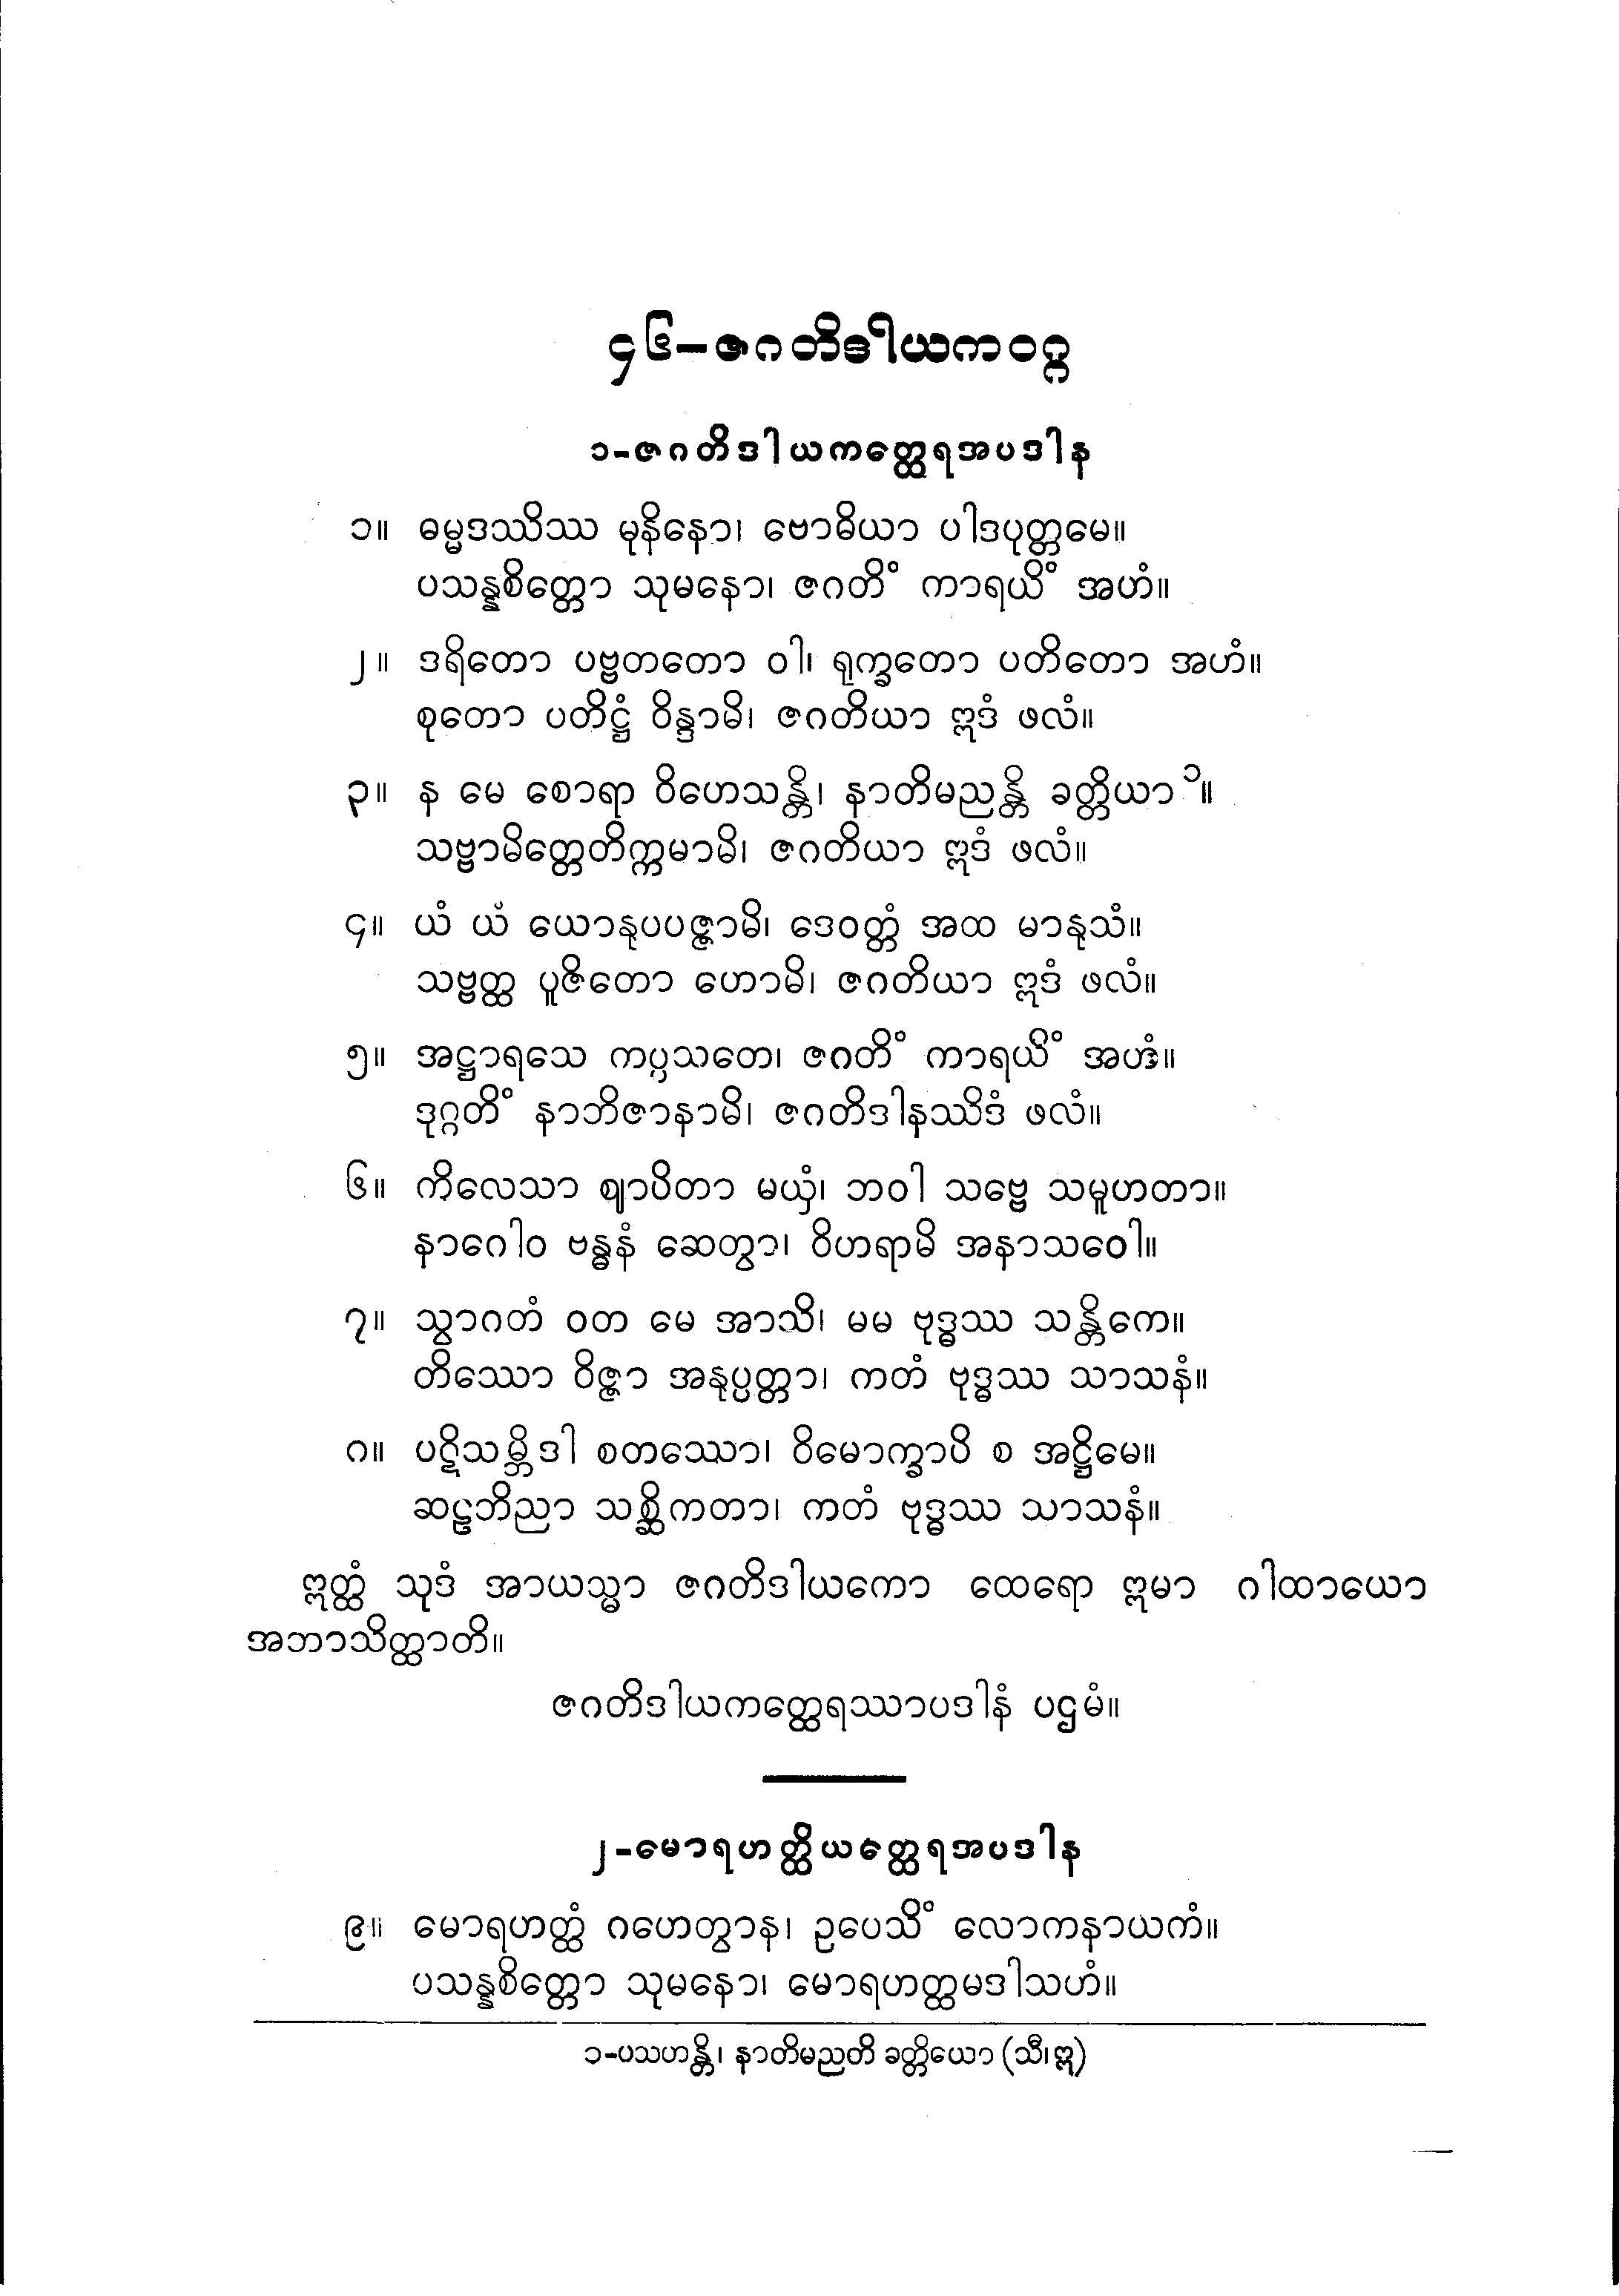 ၄၆-ဇဂတိဒါယကဝဂ္ဂ
၁-ဇဂတိဒါယကတ္ထေရအပဒါန
၁။ ဓမ္မဒဿိဿ မုနိနော၊ ဗောဓိယာ ပါဒပုတ္တမေ။
ပသန္နစိတ္တော သုမနော၊ ဇဂတိံ ကာရယိံ အဟံ။
၂။ ဒရိတော ပဗ္ဗတတော ဝါ၊ ရုက္ခတော ပတိတော အဟံ။
စုတော ပတိဋ္ဌံ ဝိန္ဒာမိ၊ ဇဂတိယာ ဣဒံ ဖလံ။
၃။ န မေ စောရာ ဝိဟေသန္တိ၊ နာတိမညန္တိ ခတ္တိယာ ၁။
သဗ္ဗာမိတ္တေတိက္ကမာမိ၊ ဇဂတိယာ ဣဒံ ဖလံ။
၄။ ယံ ယံ ယောနုပပဇ္ဇာမိ၊ ဒေဝတ္တံ အထ မာနုသံ။
သဗ္ဗတ္ထ ပူဇိတော ဟောမိ၊ ဇဂတိယာ ဣဒံ ဖလံ။
၅။ အဋ္ဌာရသေ ကပ္ပသတေ၊ ဇဂတိံ ကာရယိံ အဟံ။
ဒုဂ္ဂတိံ နာဘိဇာနာမိ၊ ဇဂတိဒါနဿိဒံ ဖလံ။
၆။ ကိလေသာ ဈာပိတာ မယှံ၊ ဘဝါ သဗ္ဗေ သမူဟတာ။
နာဂေါဝ ဗန္ဓနံ ဆေတွာ၊ ဝိဟရာမိ အနာသဝေါ။
၇။ သွာဂတံ ဝတ မေ အာသိ၊ မမ ဗုဒ္ဓဿ သန္တိကေ။
တိဿော ဝိဇ္ဇာ အနုပ္ပတ္တာ၊ ကတံ ဗုဒ္ဓဿ သာသနံ။
၈။ ပဋိသမ္ဘိဒါ စတဿော၊ ဝိမောက္ခာပိ စ အဋ္ဌိမေ။
ဆဠဘိညာ သစ္ဆိကတာ၊ ကတံ ဗုဒ္ဓဿ သာသနံ။
ဣတ္ထံ သုဒံ အာယသ္မာ ဇဂတိဒါယကော ထေရော ဣမာ ဂါထာယော
အဘာသိတ္ထာတိ။
ဇဂတိဒါယကတ္ထေရဿာပဒါနံ ပဌမံ။
၂-မောရဟတ္ထိယတ္ထေရအပဒါန
၉။ မောရဟတ္ထံ ဂဟေတွာန၊ ဥပေသိံ လောကနာယကံ။
ပသန္နစိတ္တော သုမနော၊ မောရဟတ္ထမဒါသဟံ။
၁-ပသဟန္တိ၊ နာတိမညတိ ခတ္တိယော (သီ၊ဣ)